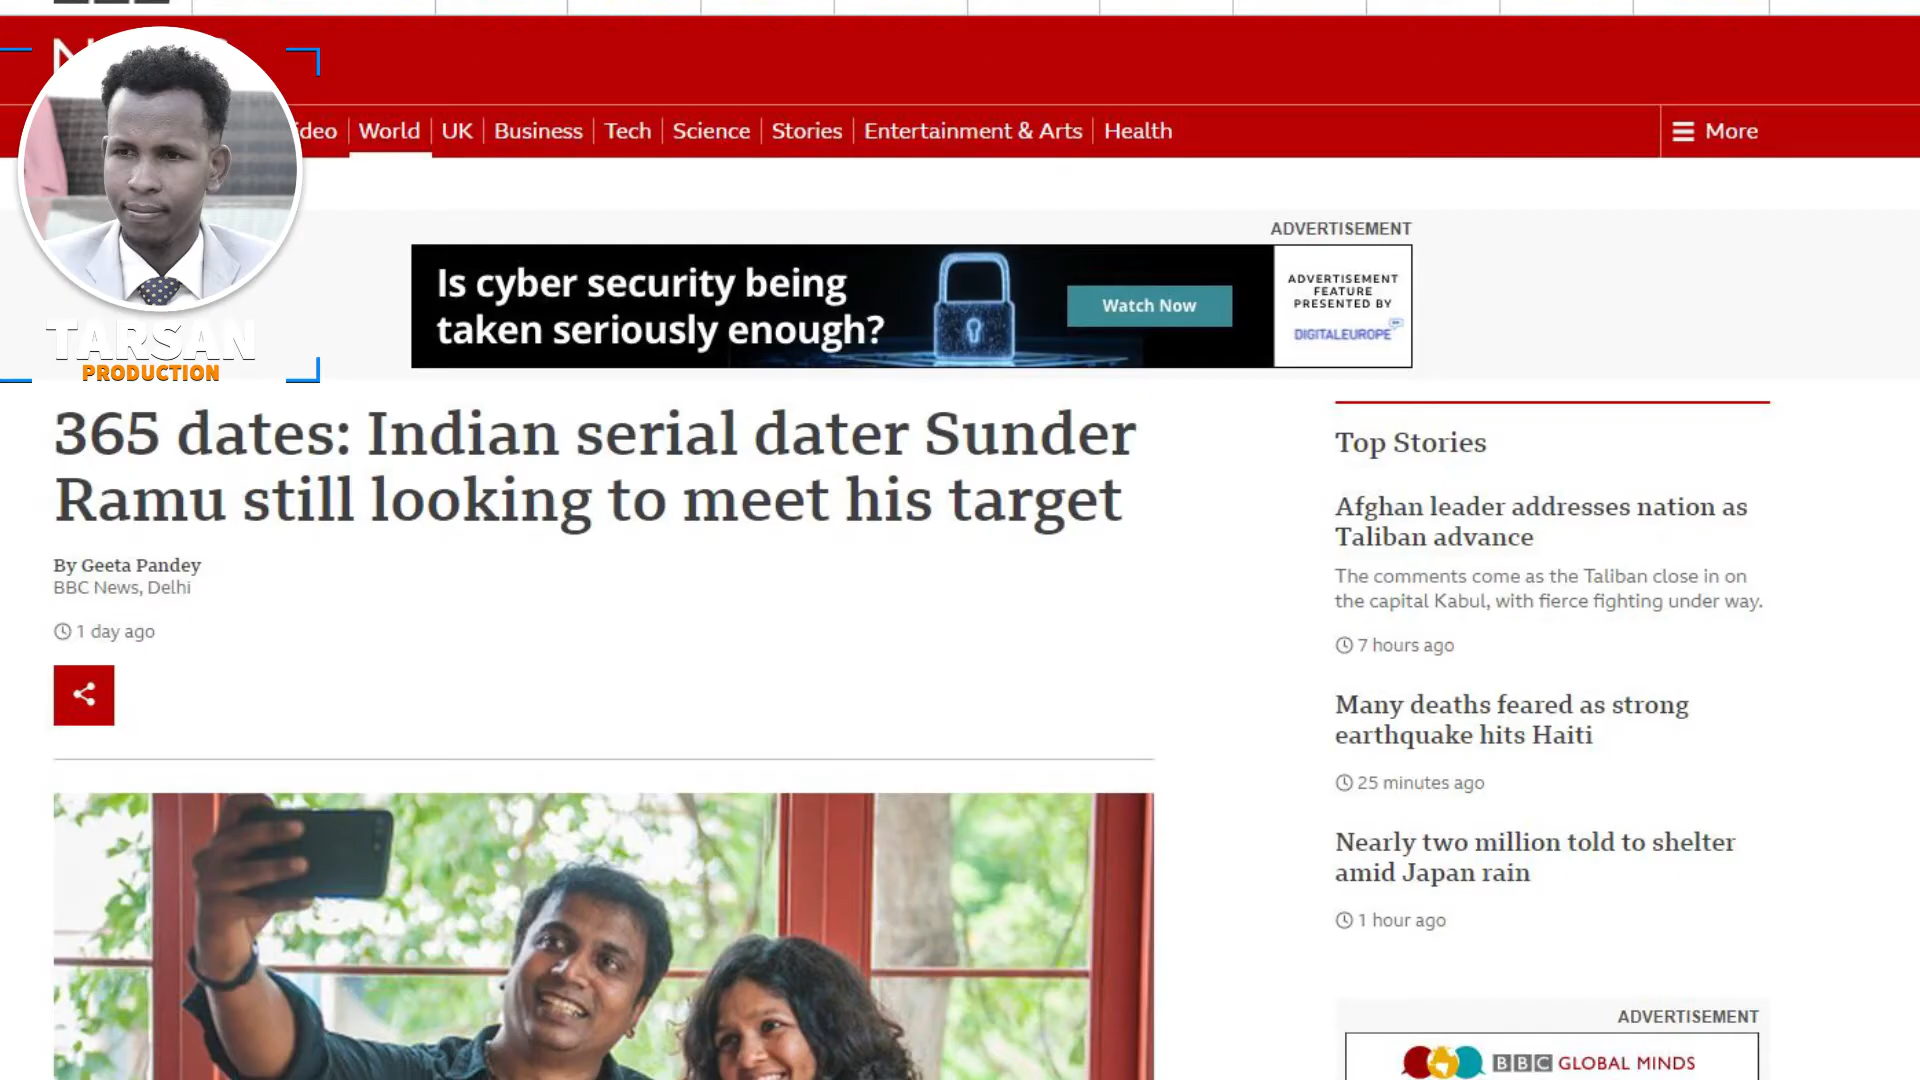 ideo
World
UK
Business
Tech
Science
Stories
Entertainment & Arts
Health
More
ADVERTISEMENT
Is cyber security being
taken seriously enough?
Watch Now
ADVERTISEMENT
FEATURE
PRESENTED BY
DIGITALEUROPE
TARSAN
PRODUCTION
365 dates: Indian serial dater Sunder
Ramu still looking to meet his target
By Geeta Pandey
BBC News, Delhi
1 day ago
Top Stories
Afghan leader addresses nation as
Taliban advance
The comments come as the Taliban close in on
the capital Kabul, with fierce fighting under way.
7 hours ago
Many deaths feared as strong
earthquake hits Haiti
25 minutes ago
Nearly two million told to shelter
amid Japan rain
1 hour ago
ADVERTISEMENT
BBC GLOBAL MINDS